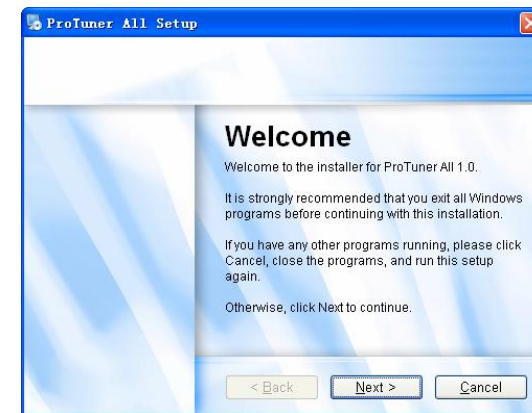 ProTuner All Setup
Welcome
Welcome to the installer for ProTuner All 1.0.
It is strongly recommended that you exit all Windows
programs before continuing with this installation.
If you have any other programs running, please click
Cancel, close the programs, and run this setup
again.
Otherwise, click Next to continue.
< Back
Next >
Cancel